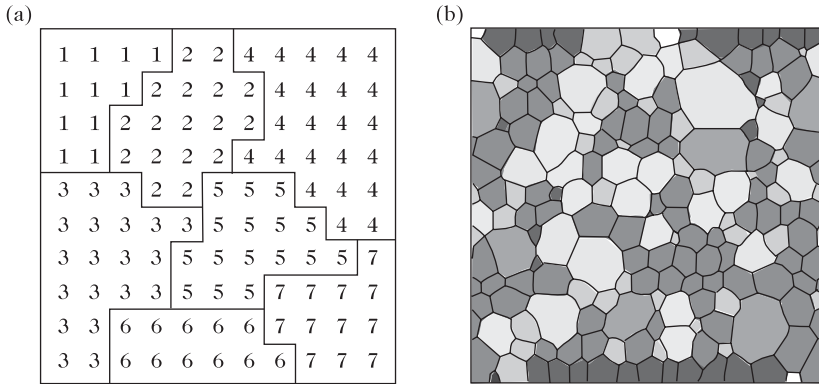 (a)
1 1 1 1 2 2 4 4 4 4 4
1 1 1 2 2 2 2 4 4 4 4
1 1 2 2 2 2 2 4 4 4 4
1 1 2 2 2 2 4 4 4 4 4
3 3 3 2 2 5 5 5 4 4 4
3 3 3 3 3 5 5 5 5 4 4
3 3 3 3 5 5 5 5 5 5 7
3 3 3 3 5 5 5 7 7 7 7
3 3 6 6 6 6 6 7 7 7 7
3 3 6 6 6 6 6 6 7 7 7
(b)